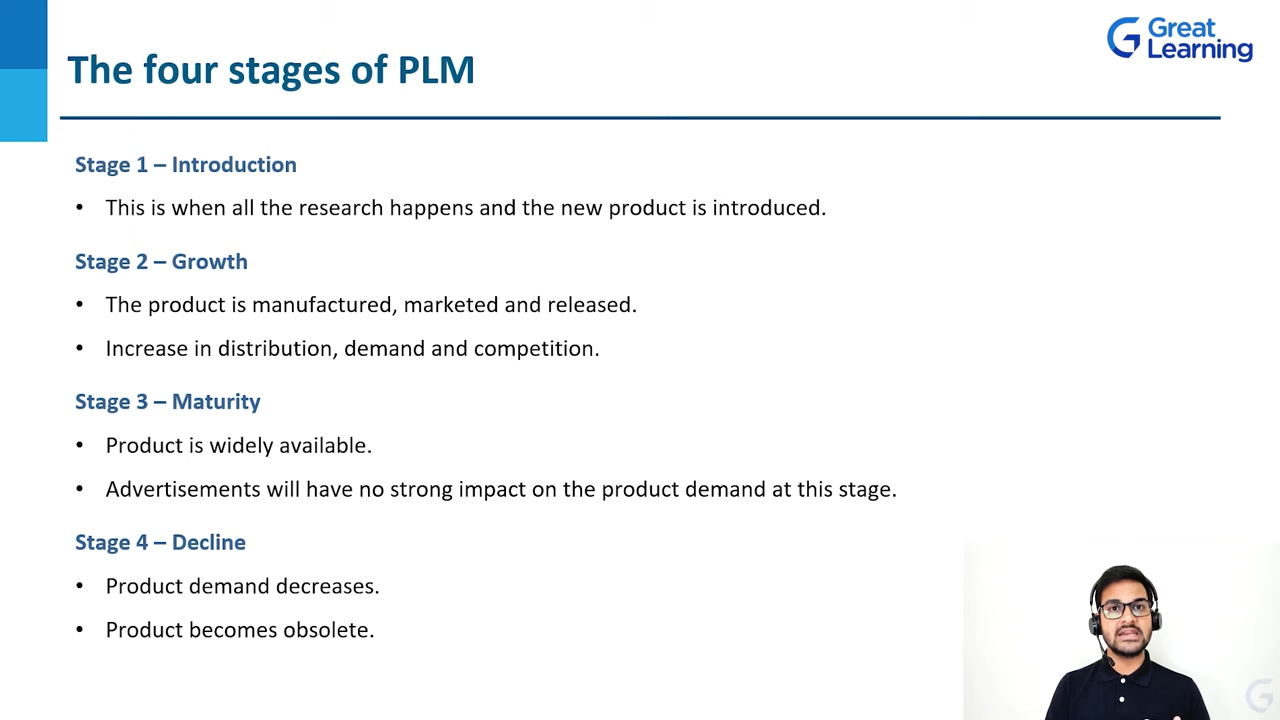 The four stages of PLM
Great
Learning
Stage 1 – Introduction
• This is when all the research happens and the new product is introduced.
Stage 2 – Growth
• The product is manufactured, marketed and released.
• Increase in distribution, demand and competition.
Stage 3 – Maturity
• Product is widely available.
• Advertisements will have no strong impact on the product demand at this stage.
Stage 4 – Decline
• Product demand decreases.
• Product becomes obsolete.